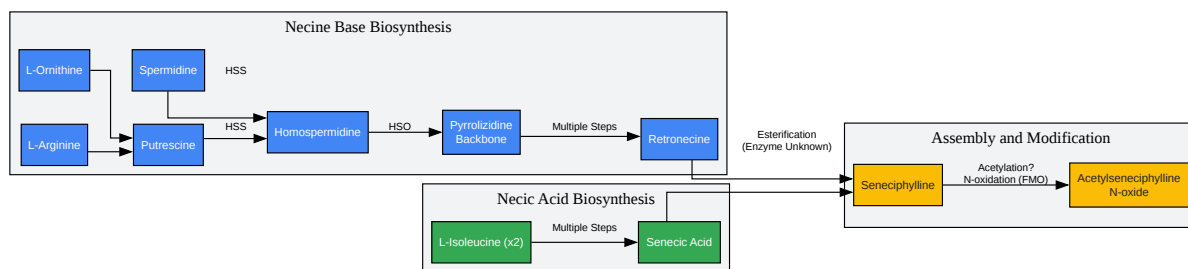 Necine Base Biosynthesis
L-Ornithine
Spermidine
HSS
L-Arginine
Putrescine
HSS
Homospermidine
HSO
Pyrrolizidine
Backbone
Multiple Steps
Retronecine
Esterification
(Enzyme Unknown)
Assembly and Modification
Seneciphylline
Acetylation?
N-oxidation (FMO)
Acetylseneciphylline
N-oxide
Necic Acid Biosynthesis
L-Isoleucine (x2)
Multiple Steps
Senecic Acid